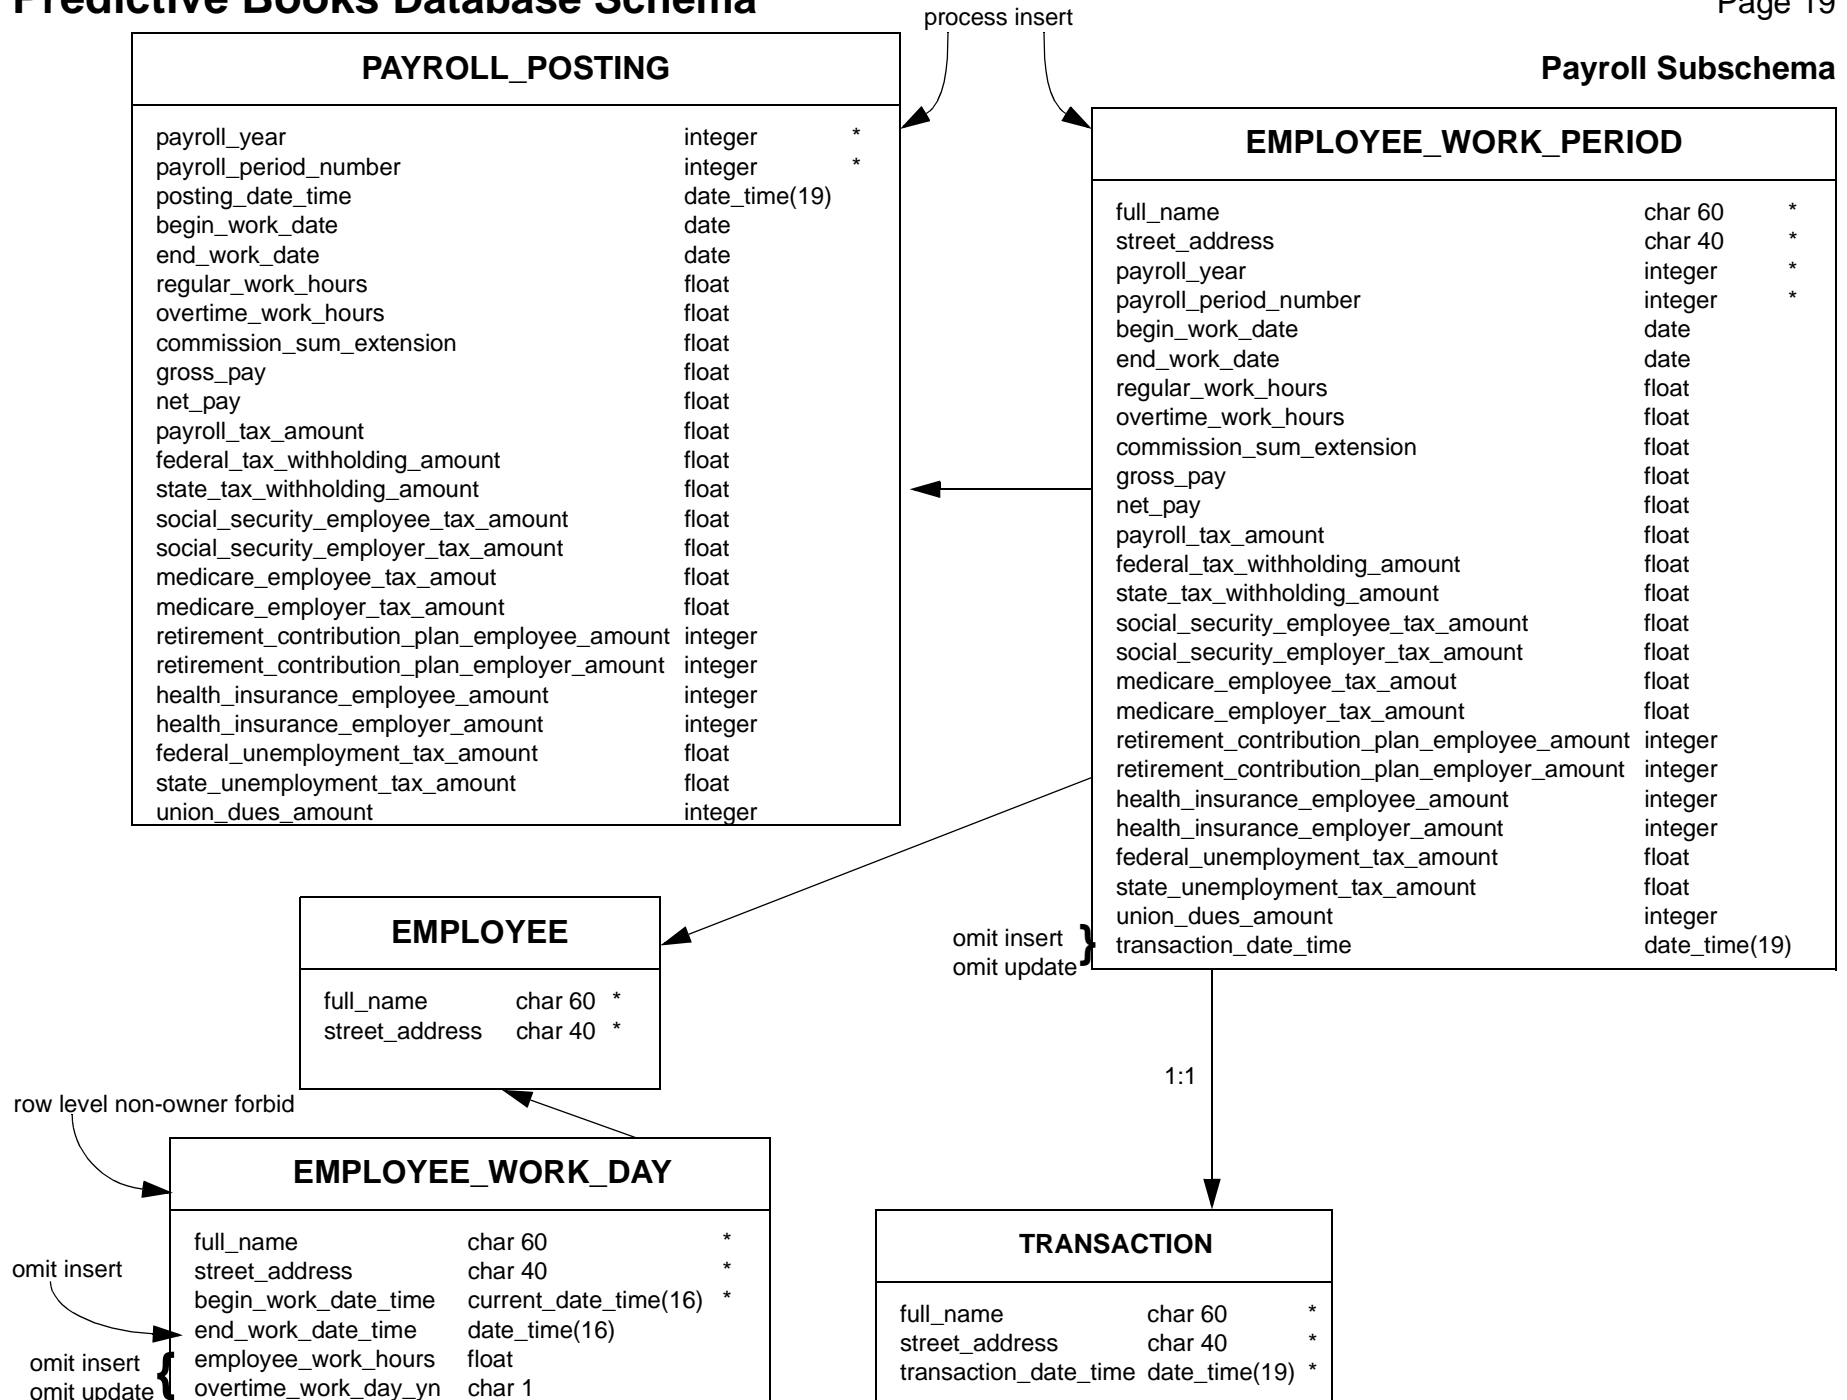 Predictive Books Database Schema
Page 19
process insert
Payroll Subschema
PAYROLL_POSTING
payroll_year integer *
payroll_period_number integer *
posting_date_time date_time(19)
begin_work_date date
end_work_date date
regular_work_hours float
overtime_work_hours float
commission_sum_extension float
gross_pay float
net_pay float
payroll_tax_amount float
federal_tax_withholding_amount float
state_tax_withholding_amount float
social_security_employee_tax_amount float
social_security_employer_tax_amount float
medicare_employee_tax_amout float
medicare_employer_tax_amount float
retirement_contribution_plan_employee_amount integer
retirement_contribution_plan_employer_amount integer
health_insurance_employee_amount integer
health_insurance_employer_amount integer
federal_unemployment_tax_amount float
state_unemployment_tax_amount float
union_dues_amount integer
EMPLOYEE_WORK_PERIOD
full_name char 60 *
street_address char 40 *
payroll_year integer *
payroll_period_number integer *
begin_work_date date
end_work_date date
regular_work_hours float
overtime_work_hours float
commission_sum_extension float
gross_pay float
net_pay float
payroll_tax_amount float
federal_tax_withholding_amount float
state_tax_withholding_amount float
social_security_employee_tax_amount float
social_security_employer_tax_amount float
medicare_employee_tax_amout float
medicare_employer_tax_amount float
retirement_contribution_plan_employee_amount integer
retirement_contribution_plan_employer_amount integer
health_insurance_employee_amount integer
health_insurance_employer_amount integer
federal_unemployment_tax_amount float
state_unemployment_tax_amount float
union_dues_amount integer
transaction_date_time date_time(19)
omit insert }
omit update
EMPLOYEE
full_name char 60 *
street_address char 40 *
1:1
row level non-owner forbid
EMPLOYEE_WORK_DAY
full_name char 60 *
street_address char 40 *
begin_work_date_time current_date_time(16) *
end_work_date_time date_time(16)
employee_work_hours float
overtime_work_day_yn char 1
omit insert
omit insert {
omit update
TRANSACTION
full_name char 60 *
street_address char 40 *
transaction_date_time date_time(19) *